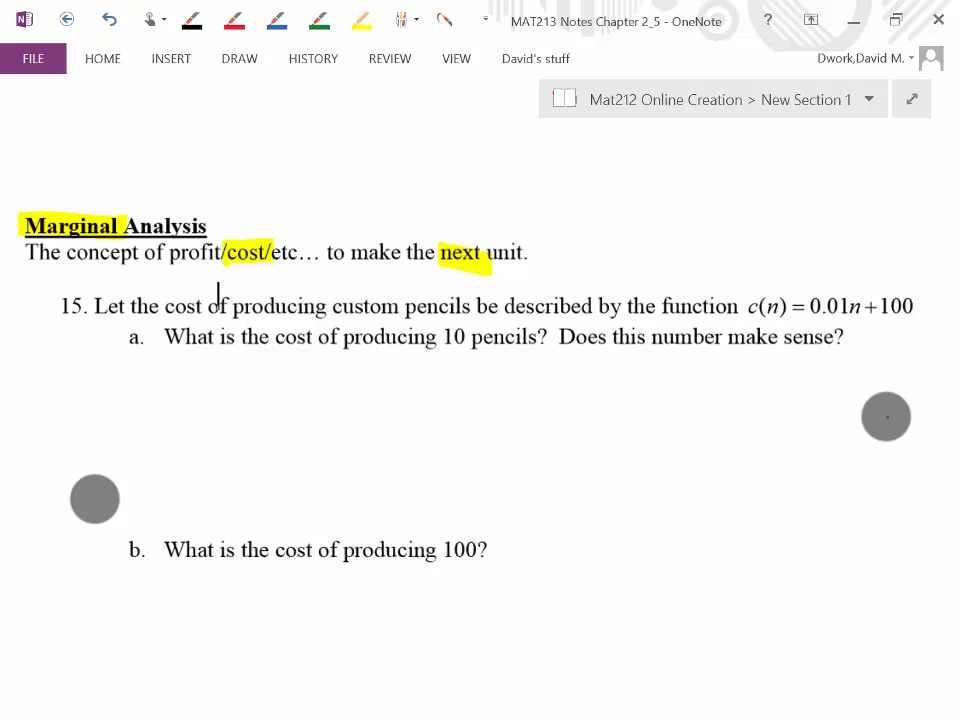 MAT213 Notes Chapter 2_5 - OneNote
FILE HOME INSERT DRAW HISTORY REVIEW VIEW David's stuff Dwork,David M.
Mat212 Online Creation > New Section 1
Marginal Analysis
The concept of profit/cost/etc… to make the next unit.
15. Let the cost of producing custom pencils be described by the function c(n) = 0.01n + 100
a. What is the cost of producing 10 pencils? Does this number make sense?
b. What is the cost of producing 100?